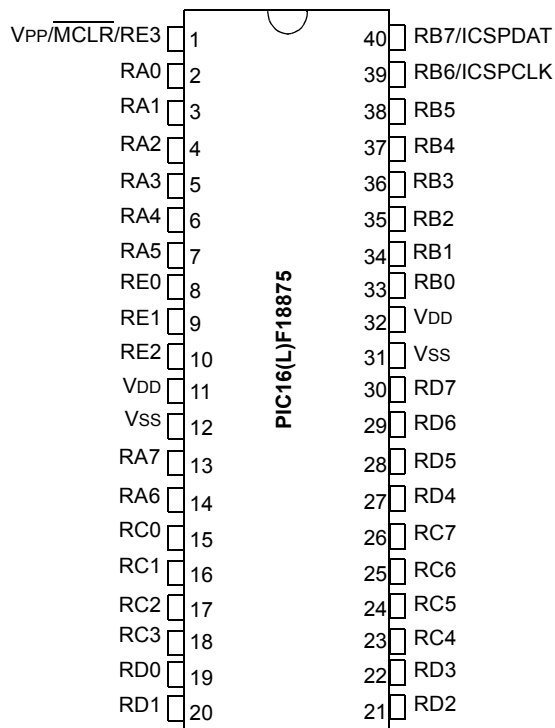 VPP/MCLR/RE3 1 40 RB7/ICSPDAT
RA0 2 39 RB6/ICSPCLK
RA1 3 38 RB5
RA2 4 37 RB4
RA3 5 36 RB3
RA4 6 35 RB2
RA5 7 34 RB1
RE0 8 33 RB0
RE1 9 32 VDD
RE2 10 31 VSS
VDD 11 30 RD7
VSS 12 29 RD6
RA7 13 28 RD5
RA6 14 27 RD4
RC0 15 26 RC7
RC1 16 25 RC6
RC2 17 24 RC5
RC3 18 23 RC4
RD0 19 22 RD3
RD1 20 21 RD2
PIC16(L)F18875